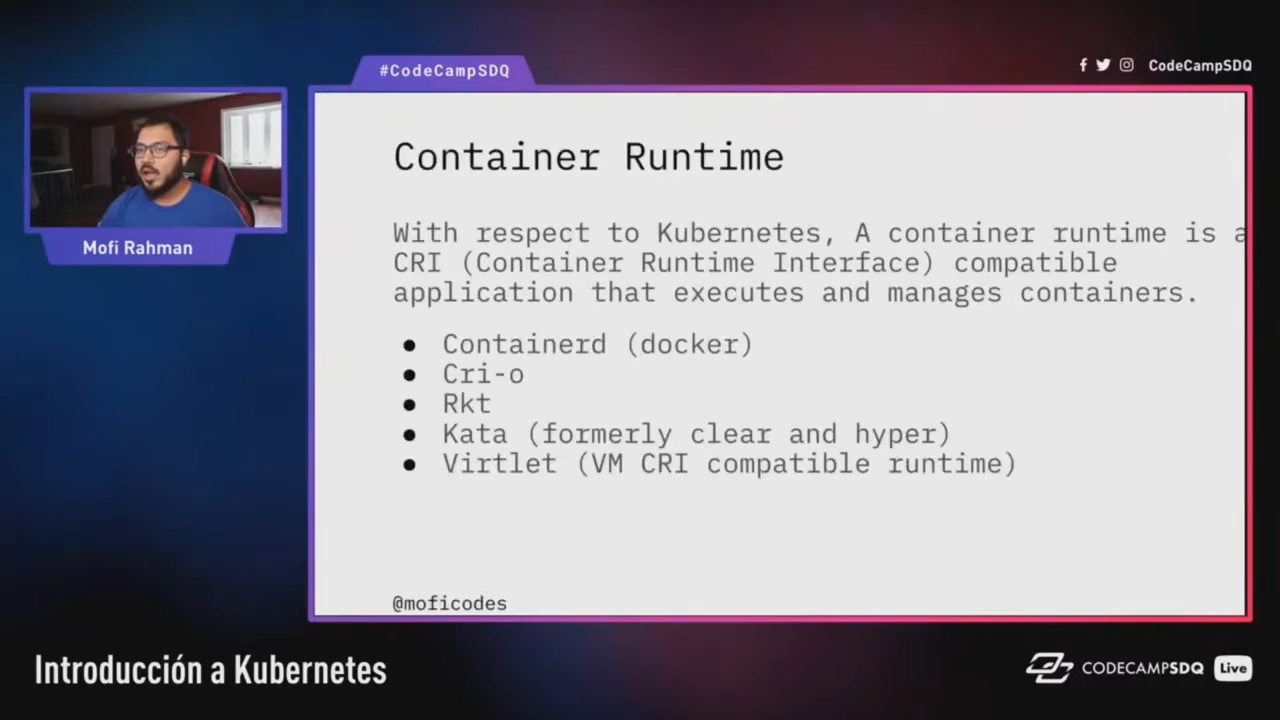 #CodeCampSDQ
CodeCampSDQ
Mofi Rahman
Container Runtime
With respect to Kubernetes, A container runtime is a
CRI (Container Runtime Interface) compatible
application that executes and manages containers.
● Containerd (docker)
● Cri-o
● Rkt
● Kata (formerly clear and hyper)
● Virtlet (VM CRI compatible runtime)
@moficodes
Introducción a Kubernetes
CODECAMPSDQ Live